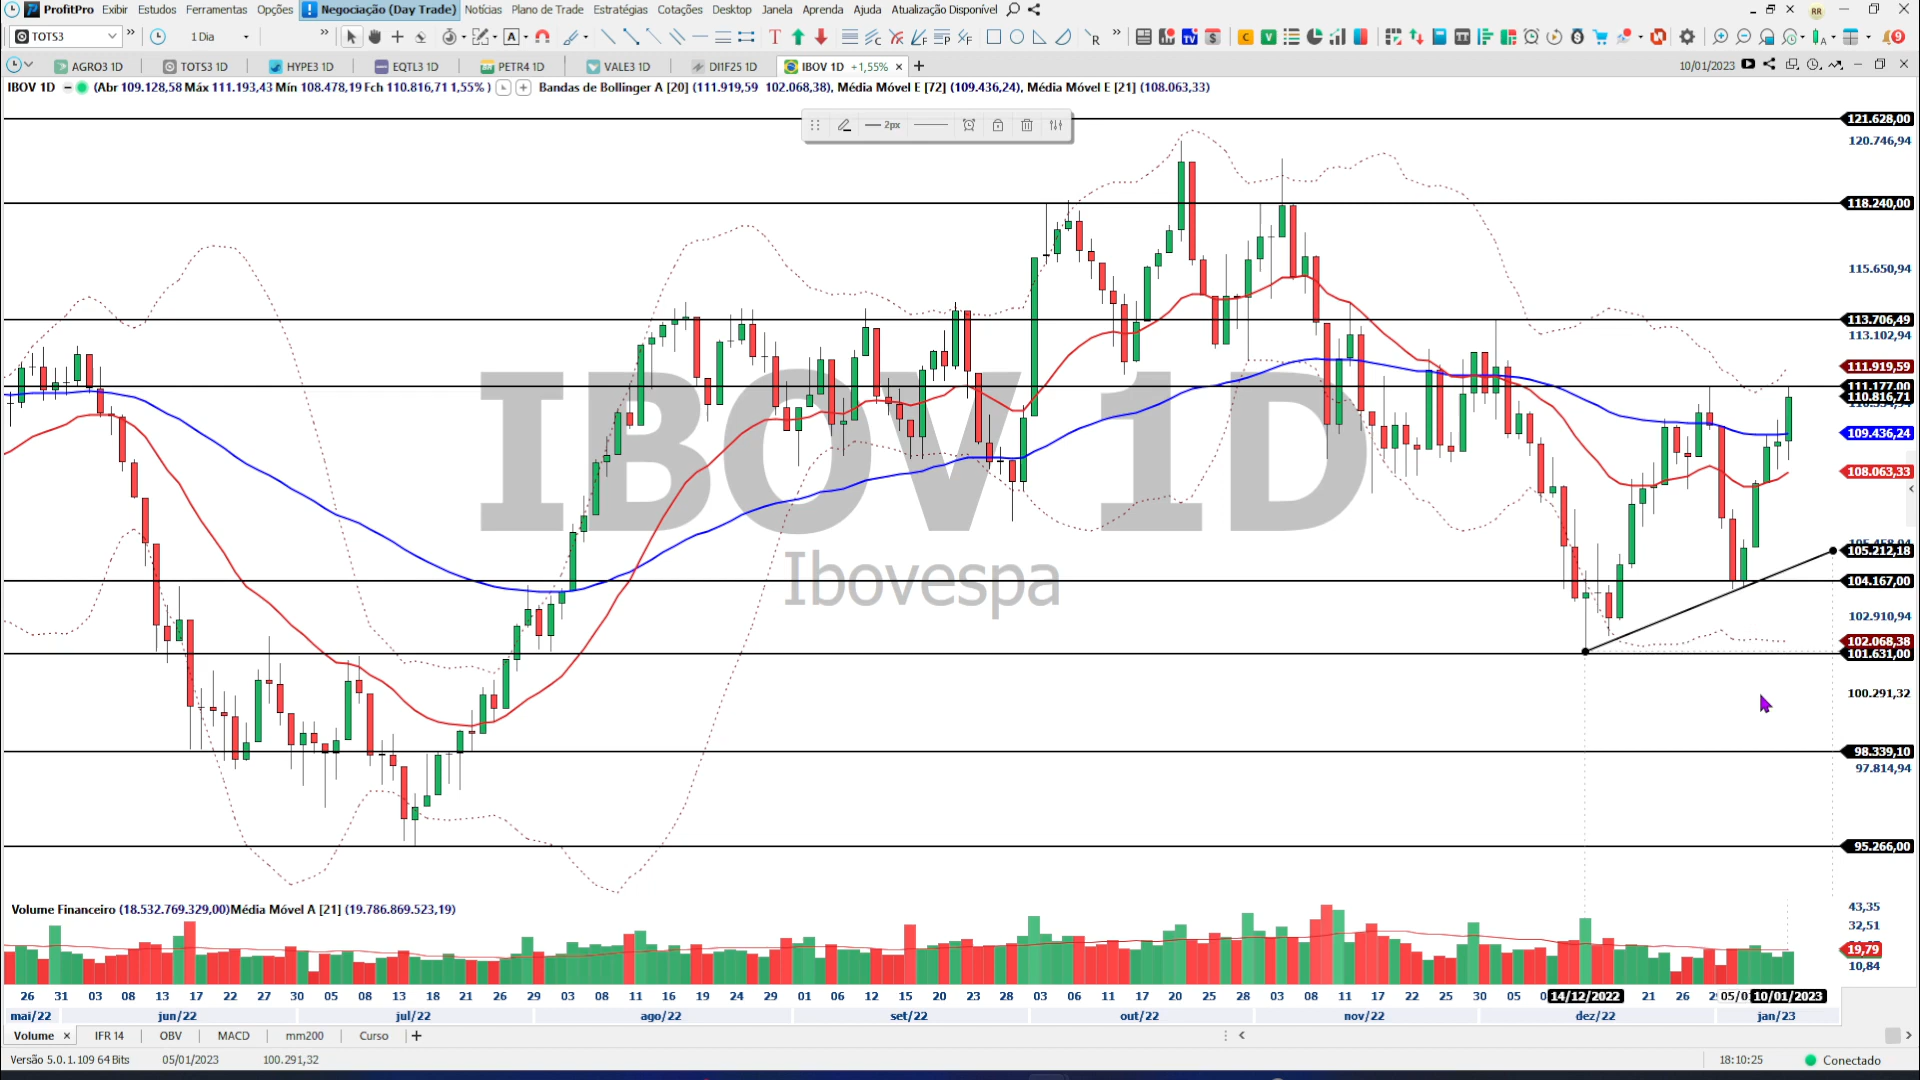 ProfitPro Exibir Estudos Ferramentas Opções Negociação (Day Trade) Notícias Plano de Trade Estratégias Cotações Desktop Janela Aprenda Ajuda Atualização Disponível RR
TOTS3 1 Dia
AGRO3 1D TOTS3 1D HYPE3 1D EQTL3 1D PETR4 1D VALE3 1D DI1F25 1D IBOV 1D +1,55% 10/01/2023
IBOV 1D (Abr 109.128,58 Máx 111.193,43 Mín 108.478,19 Fch 110.816,71 1,55% ) Bandas de Bollinger A [20] (111.919,59 102.068,38), Média Móvel E [72] (109.436,24), Média Móvel E [21] (108.063,33)
2px
121.628,00
120.746,94
118.240,00
115.650,94
113.706,49
113.102,94
111.919,59
111.177,00
110.816,71
109.436,24
108.063,33
105.212,18
104.167,00
102.910,94
102.068,38
101.631,00
100.291,32
98.339,10
97.814,94
95.266,00
IBOV 1D
Ibovespa
Volume Financeiro (18.532.769.329,00)Média Móvel A [21] (19.786.869.523,19)
43,35
32,51
19,79
10,84
26 31 03 08 13 17 22 27 30 05 08 13 18 21 26 29 03 08 11 16 19 24 29 01 06 12 15 20 23 28 03 06 11 17 20 25 28 03 08 11 17 22 25 30 05 14/12/2022 21 26 05/0 10/01/2023
mai/22 jun/22 jul/22 ago/22 set/22 out/22 nov/22 dez/22 jan/23
Volume IFR 14 OBV MACD mm200 Curso
Versão 5.0.1.109 64 Bits 05/01/2023 100.291,32 18:10:25 Conectado